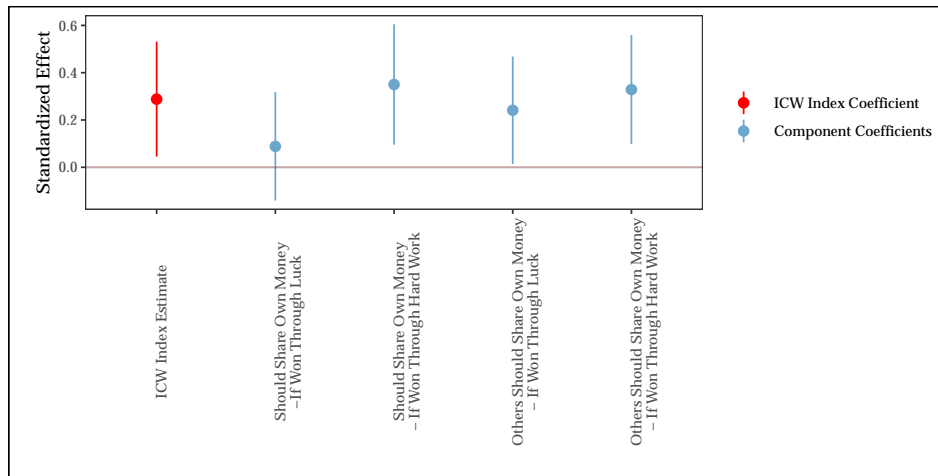 Standardized Effect
0.6
0.4
0.2
0.0
ICW Index Estimate
Should Share Own Money
–If Won Through Luck
Should Share Own Money
– If Won Through Hard Work
Others Should Share Own Money
– If Won Through Luck
Others Should Share Own Money
– If Won Through Hard Work
ICW Index Coefficient
Component Coefficients